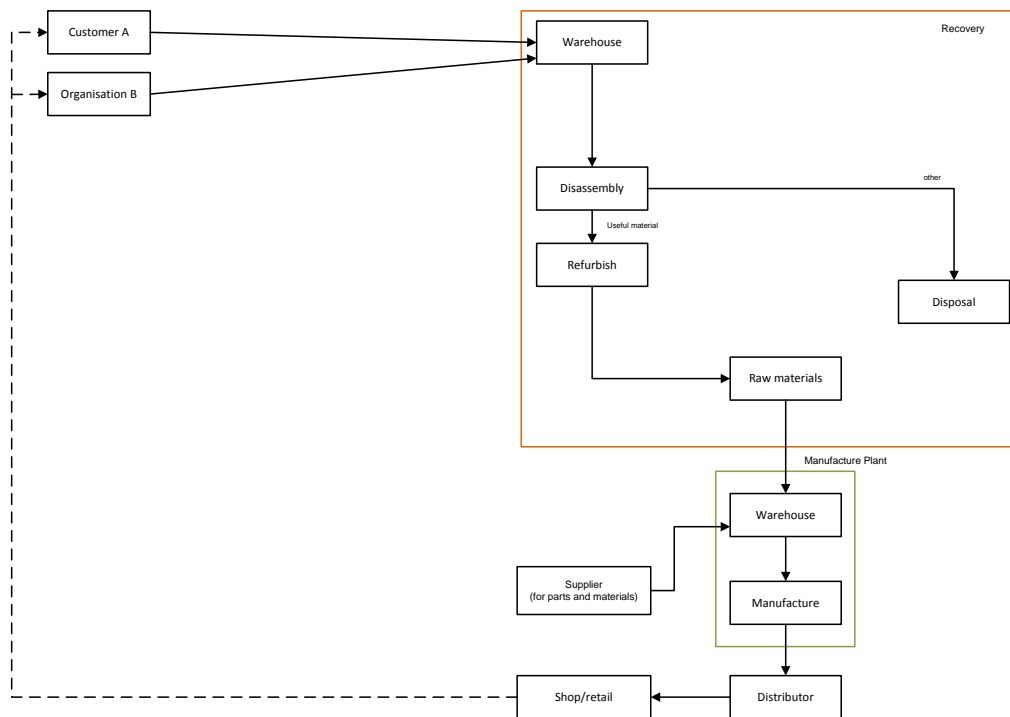 Customer A
Warehouse
Recovery
Organisation B
Disassembly
other
Useful material
Refurbish
Disposal
Raw materials
Manufacture Plant
Warehouse
Supplier
(for parts and materials)
Manufacture
Shop/retail
Distributor